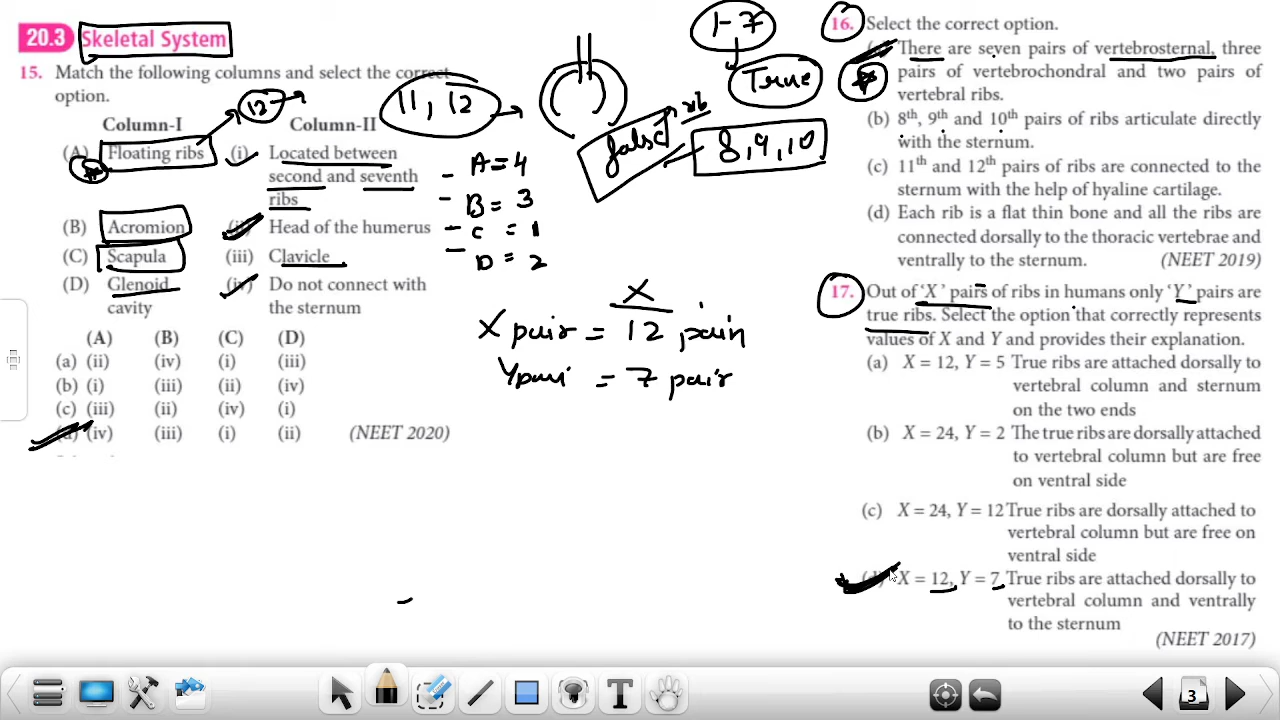 20.3 Skeletal System
15. Match the following columns and select the correct
option.
Column-I Column-II
(A) Floating ribs (i) Located between
second and seventh
ribs
(B) Acromion (ii) Head of the humerus
(C) Scapula (iii) Clavicle
(D) Glenoid (iv) Do not connect with
cavity the sternum
(A) (B) (C) (D)
(a) (ii) (iv) (i) (iii)
(b) (i) (iii) (ii) (iv)
(c) (iii) (ii) (iv) (i)
(d) (iv) (iii) (i) (ii) (NEET 2020)
12
11, 12
1-7
True
false
rib
8,9,10
A=4
B=3
C=1
D=2
X
X pair = 12 pair
Y pair = 7 pair
16. Select the correct option.
There are seven pairs of vertebrosternal, three
pairs of vertebrochondral and two pairs of
vertebral ribs.
(b) 8th, 9th and 10th pairs of ribs articulate directly
with the sternum.
(c) 11th and 12th pairs of ribs are connected to the
sternum with the help of hyaline cartilage.
(d) Each rib is a flat thin bone and all the ribs are
connected dorsally to the thoracic vertebrae and
ventrally to the sternum. (NEET 2019)
17. Out of 'X' pairs of ribs in humans only 'Y' pairs are
true ribs. Select the option that correctly represents
values of X and Y and provides their explanation.
(a) X = 12, Y = 5 True ribs are attached dorsally to
vertebral column and sternum
on the two ends
(b) X = 24, Y = 2 The true ribs are dorsally attached
to vertebral column but are free
on ventral side
(c) X = 24, Y = 12 True ribs are dorsally attached to
vertebral column but are free on
ventral side
(d) X = 12, Y = 7 True ribs are attached dorsally to
vertebral column and ventrally
to the sternum
(NEET 2017)
T
3